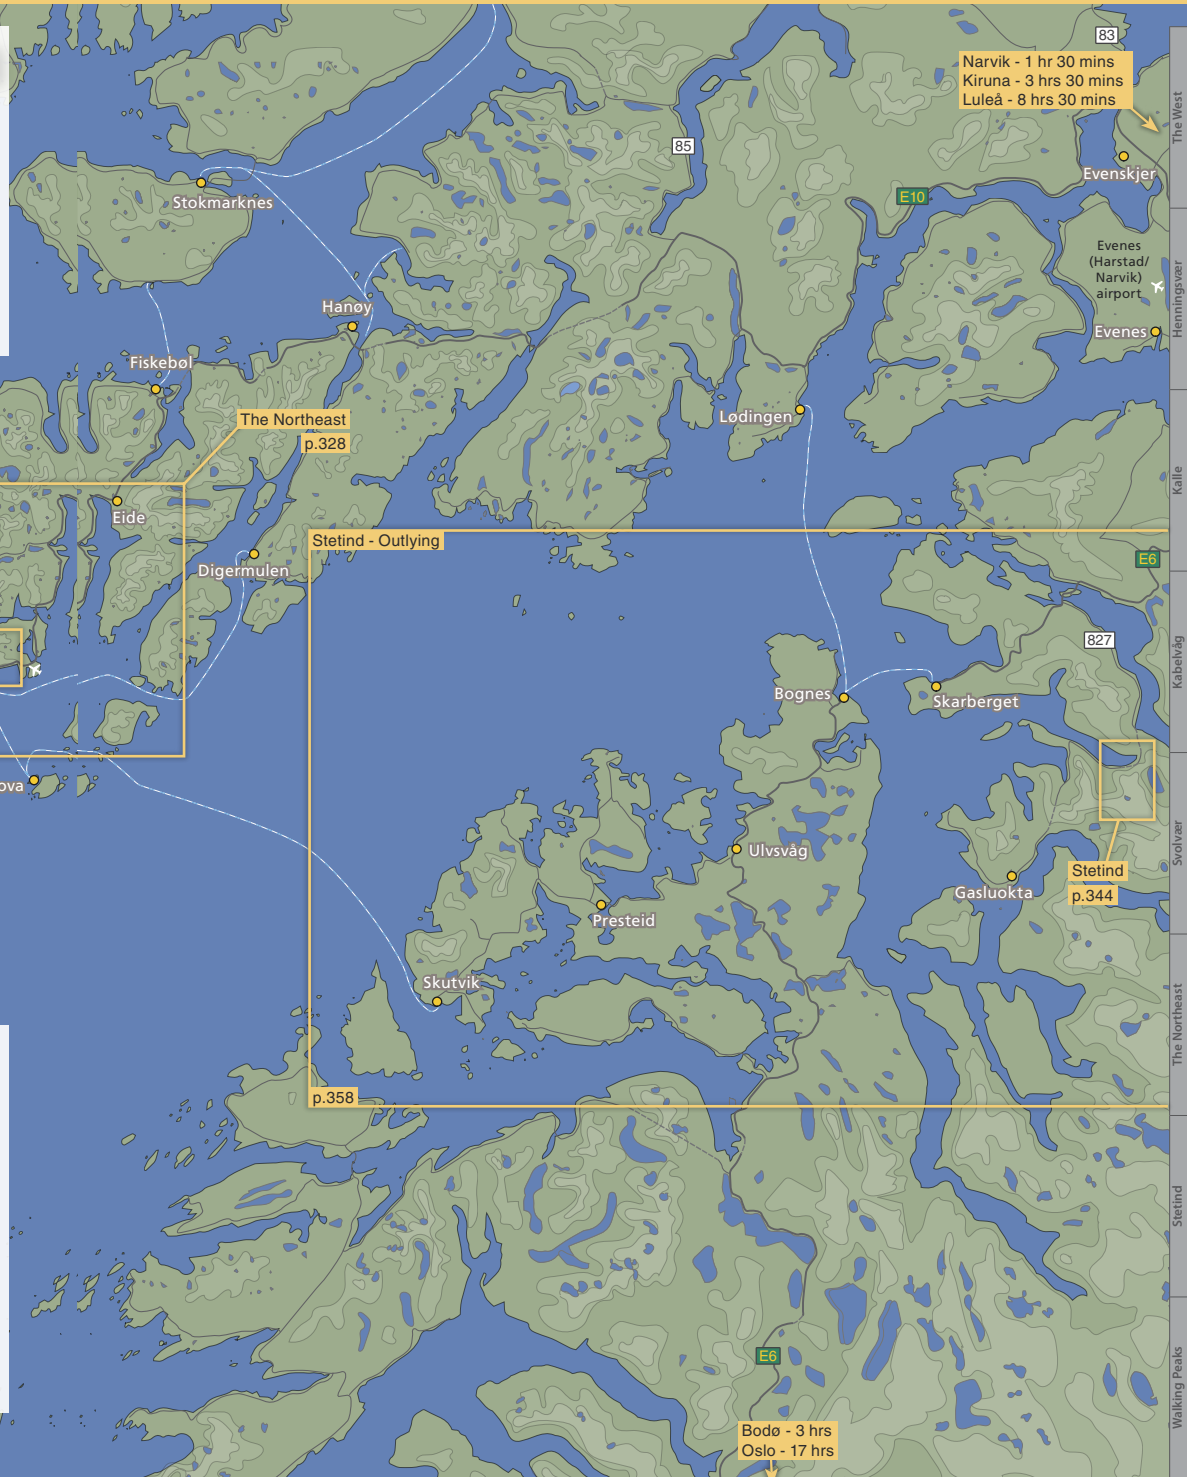 83
Narvik - 1 hr 30 mins
Kiruna - 3 hrs 30 mins
Luleå - 8 hrs 30 mins
The West
85
Evenskjer
E10
Stokmarknes
Evenes
(Harstad/
Narvik)
airport
Henningsvær
Hanøy
Evenes
Fiskebøl
The Northeast
p.328
Lødingen
Kalle
Eide
Stetind - Outlying
E6
Digermulen
827
Kabelvåg
Bognes
Skarberget
ova
Ulvsvåg
Svolvær
Stetind
p.344
Gasluokta
Presteid
Skutvik
The Northeast
p.358
Stetind
E6
Walking Peaks
Bodø - 3 hrs
Oslo - 17 hrs